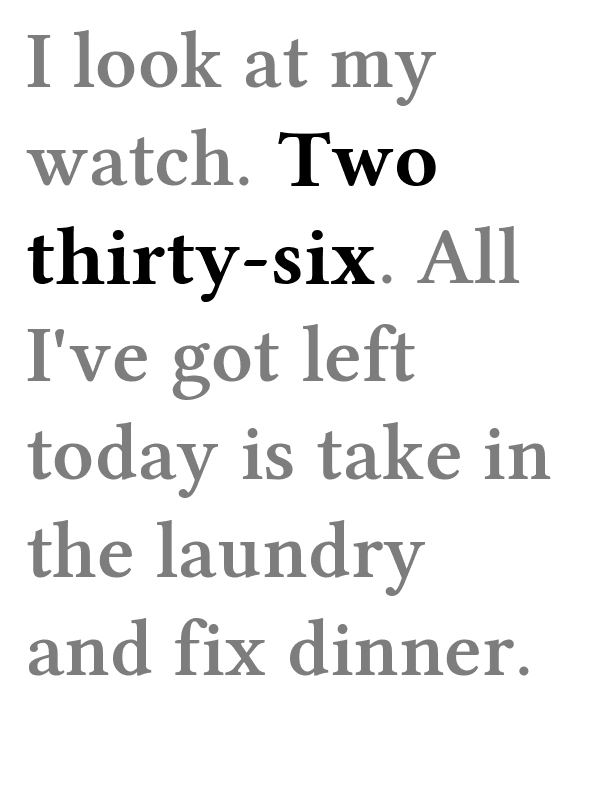 I look at my
watch. Two
thirty-six. All
I've got left
today is take in
the laundry
and fix dinner.